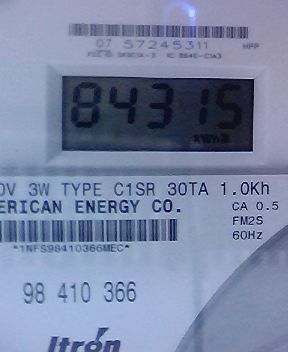 07 57245311
84315
kWh
0V 3W TYPE C1SR 30TA 1.0Kh
ERICAN ENERGY CO. CA 0.5
FM2S
60Hz
*1NFS98410366MEC*
98 410 366
Itrón